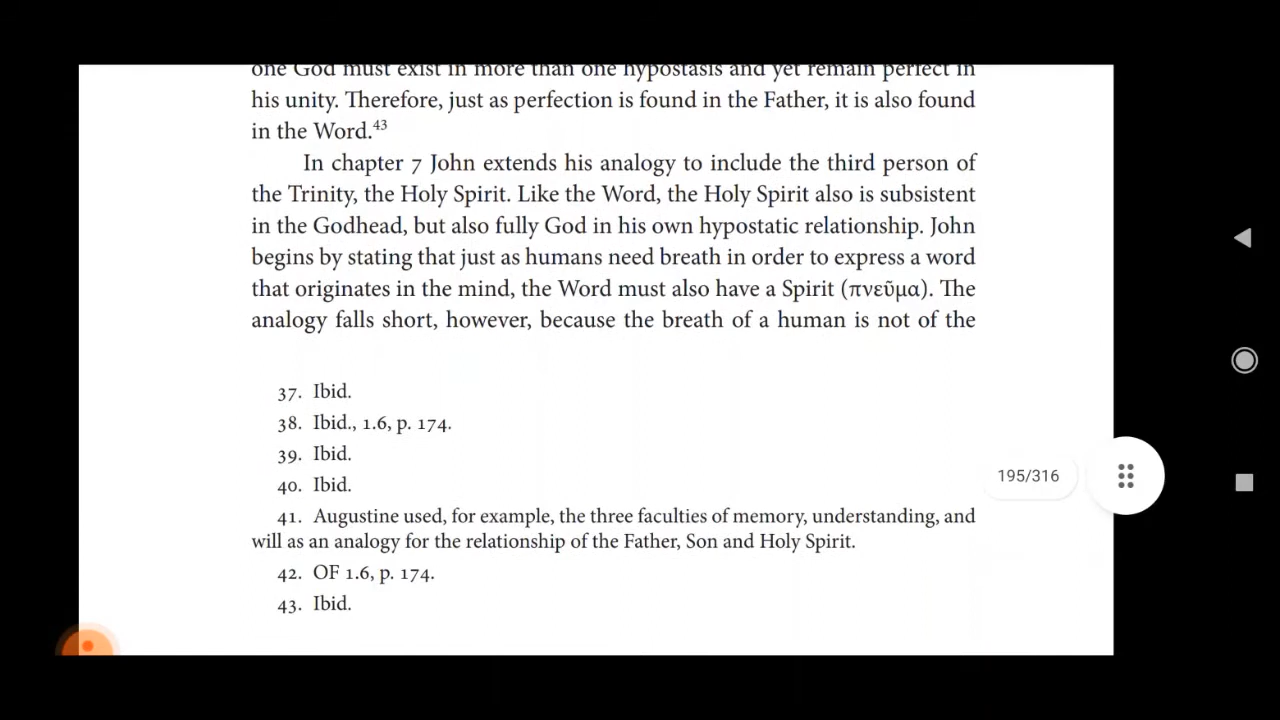 one God must exist in more than one hypostasis and yet remain perfect in
his unity. Therefore, just as perfection is found in the Father, it is also found
in the Word.43
In chapter 7 John extends his analogy to include the third person of
the Trinity, the Holy Spirit. Like the Word, the Holy Spirit also is subsistent
in the Godhead, but also fully God in his own hypostatic relationship. John
begins by stating that just as humans need breath in order to express a word
that originates in the mind, the Word must also have a Spirit (πνεῦμα). The
analogy falls short, however, because the breath of a human is not of the
37. Ibid.
38. Ibid., 1.6, p. 174.
39. Ibid.
40. Ibid.
195/316
41. Augustine used, for example, the three faculties of memory, understanding, and
will as an analogy for the relationship of the Father, Son and Holy Spirit.
42. OF 1.6, p. 174.
43. Ibid.